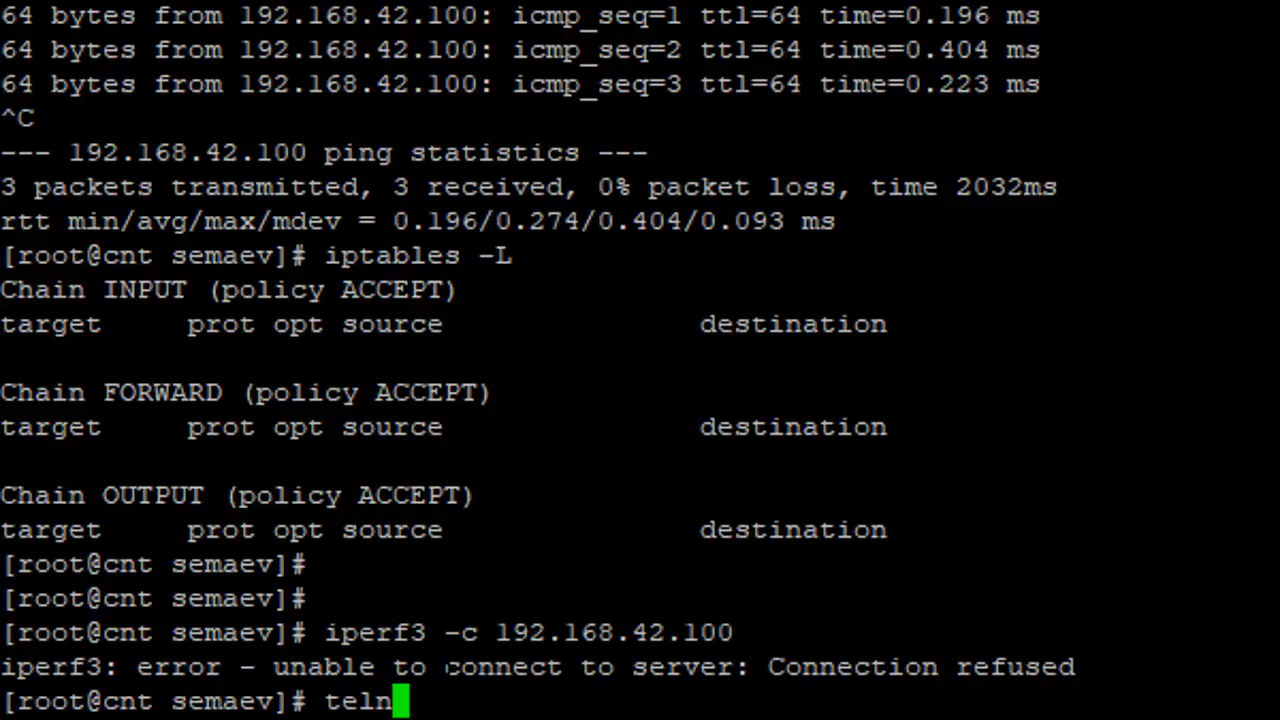 64 bytes from 192.168.42.100: icmp_seq=1 ttl=64 time=0.196 ms
64 bytes from 192.168.42.100: icmp_seq=2 ttl=64 time=0.404 ms
64 bytes from 192.168.42.100: icmp_seq=3 ttl=64 time=0.223 ms
^C
--- 192.168.42.100 ping statistics ---
3 packets transmitted, 3 received, 0% packet loss, time 2032ms
rtt min/avg/max/mdev = 0.196/0.274/0.404/0.093 ms
[root@cnt semaev]# iptables -L
Chain INPUT (policy ACCEPT)
target     prot opt source               destination

Chain FORWARD (policy ACCEPT)
target     prot opt source               destination

Chain OUTPUT (policy ACCEPT)
target     prot opt source               destination
[root@cnt semaev]#
[root@cnt semaev]#
[root@cnt semaev]# iperf3 -c 192.168.42.100
iperf3: error - unable to connect to server: Connection refused
[root@cnt semaev]# teln